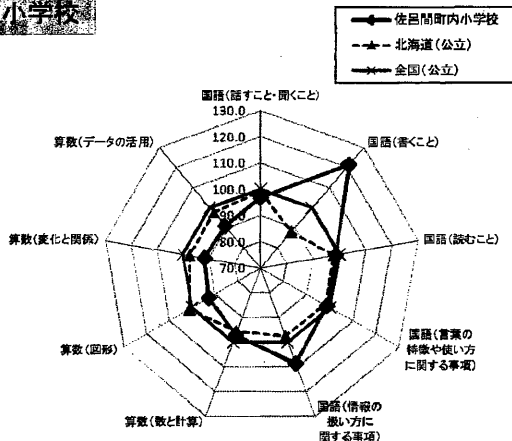 小学校
佐呂間町内小学校
北海道(公立)
全国(公立)
国語(話すこと・聞くこと)
130.0
120.0
110.0
100.0
90.0
80.0
70.0
国語(書くこと)
国語(読むこと)
国語(言葉の
特徴や使い方
に関する事項)
国語(情報の
扱い方に
関する事項)
算数(数と計算)
算数(図形)
算数(変化と関係)
算数(データの活用)